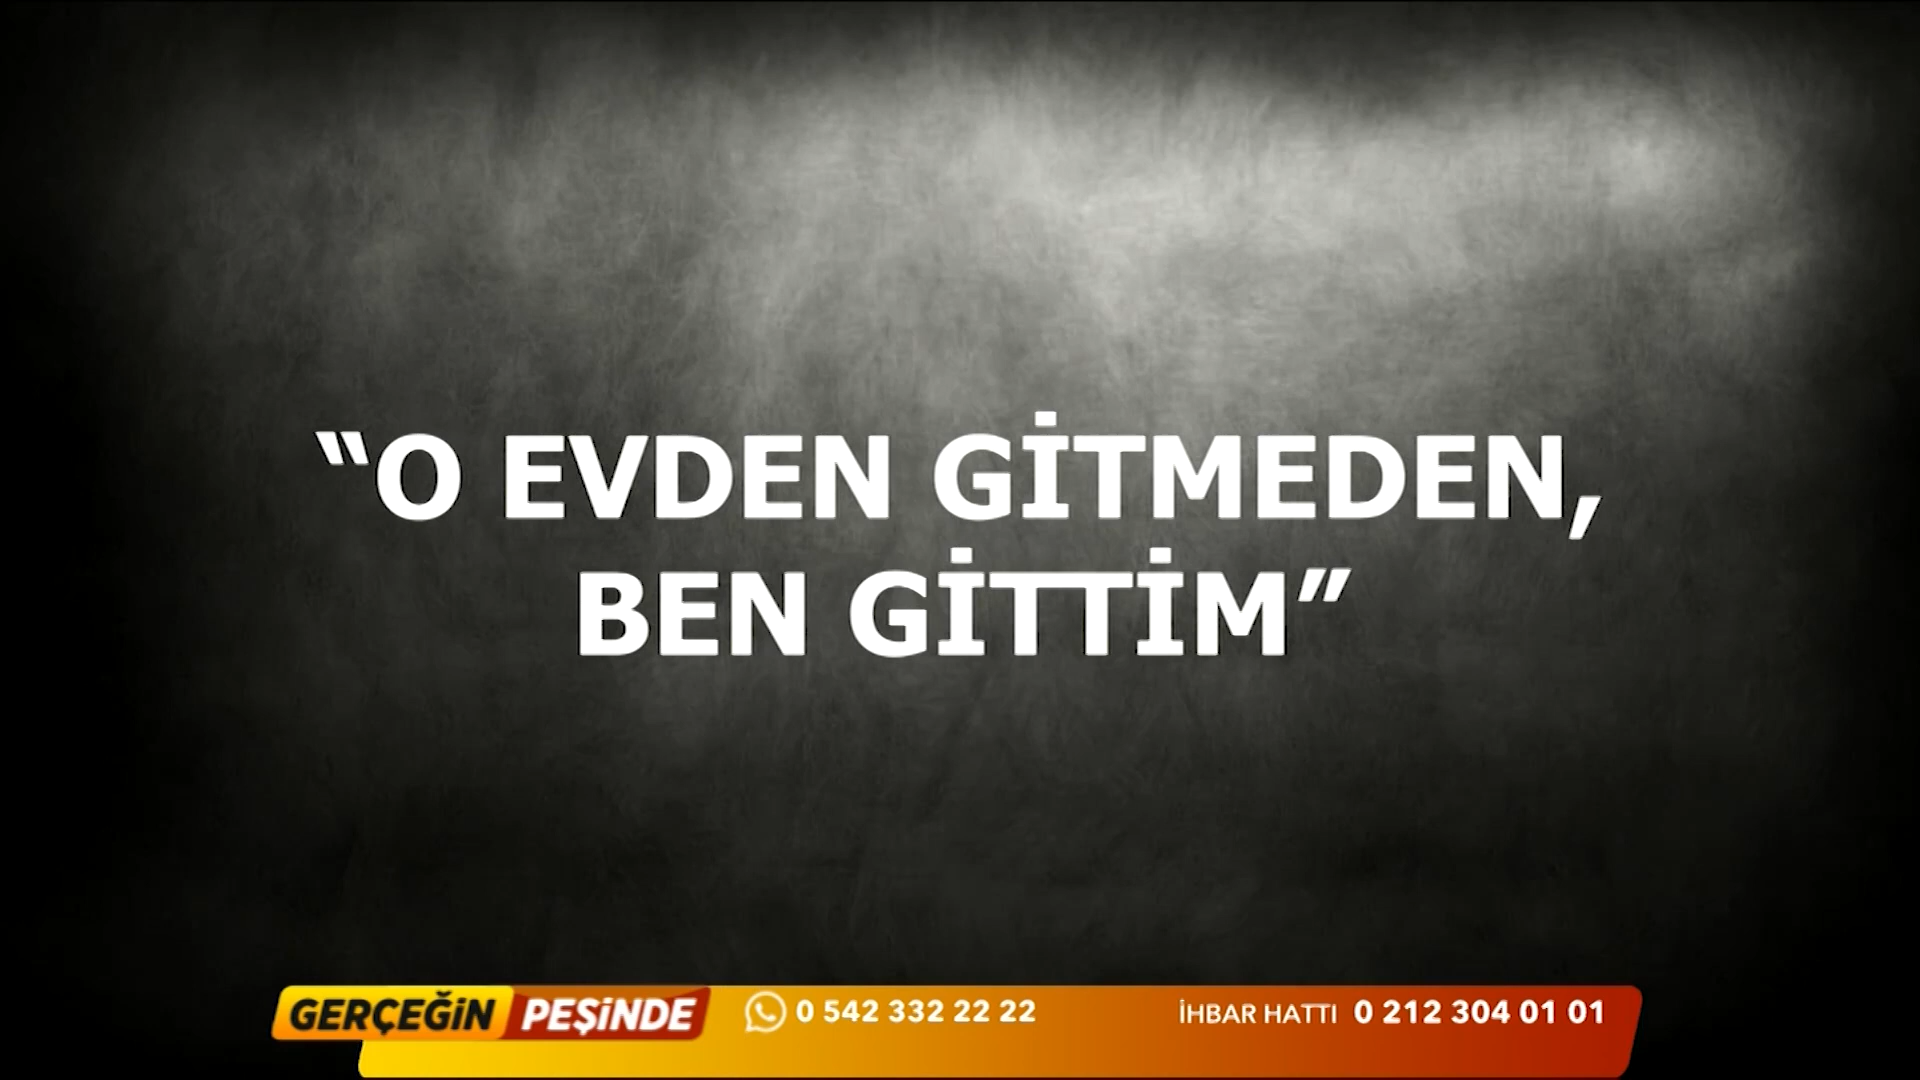 “O EVDEN GİTMEDEN,
BEN GİTTİM”
GERÇEĞİN PEŞİNDE 0 542 332 22 22 İHBAR HATTI 0 212 304 01 01